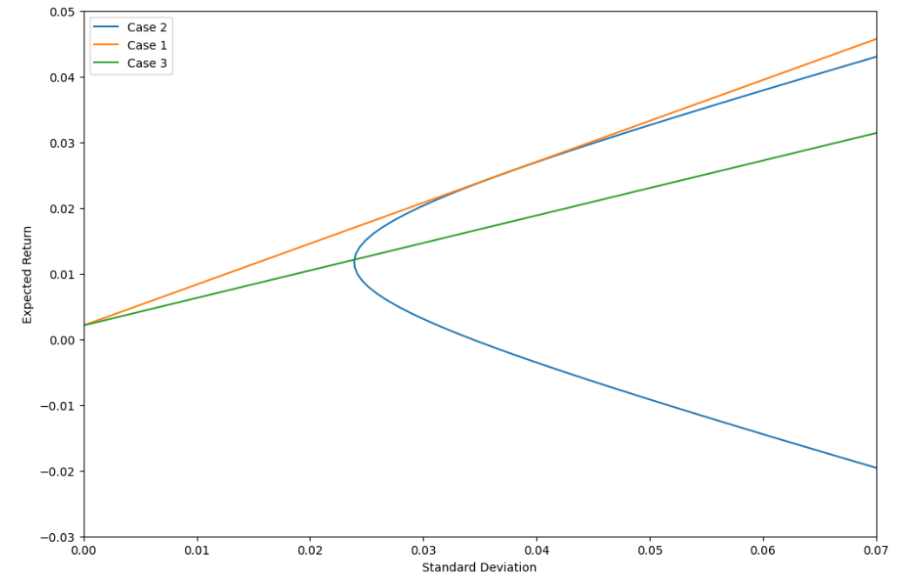 0.05
0.04
0.03
0.02
0.01
0.00
−0.01
−0.02
−0.03
Expected Return
Case 2
Case 1
Case 3
0.00 0.01 0.02 0.03 0.04 0.05 0.06 0.07
Standard Deviation